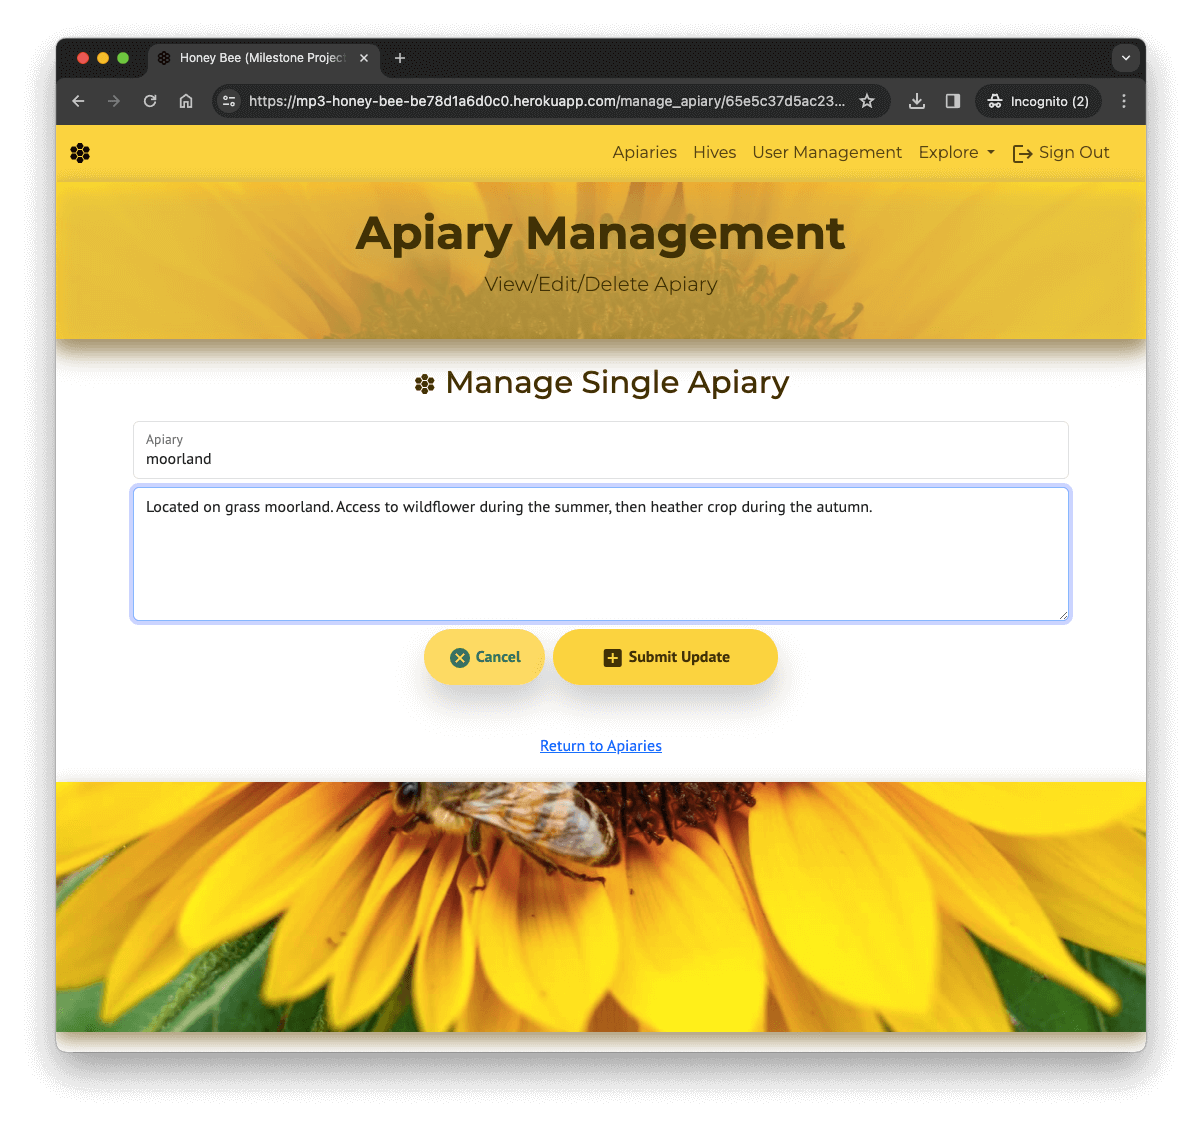 Honey Bee (Milestone Project
https://mp3-honey-bee-be78d1a6d0c0.herokuapp.com/manage_apiary/65e5c37d5ac23...
Incognito (2)
Apiaries Hives User Management Explore Sign Out
Apiary Management
View/Edit/Delete Apiary
Manage Single Apiary
Apiary
moorland
Located on grass moorland. Access to wildflower during the summer, then heather crop during the autumn.
Cancel Submit Update
Return to Apiaries